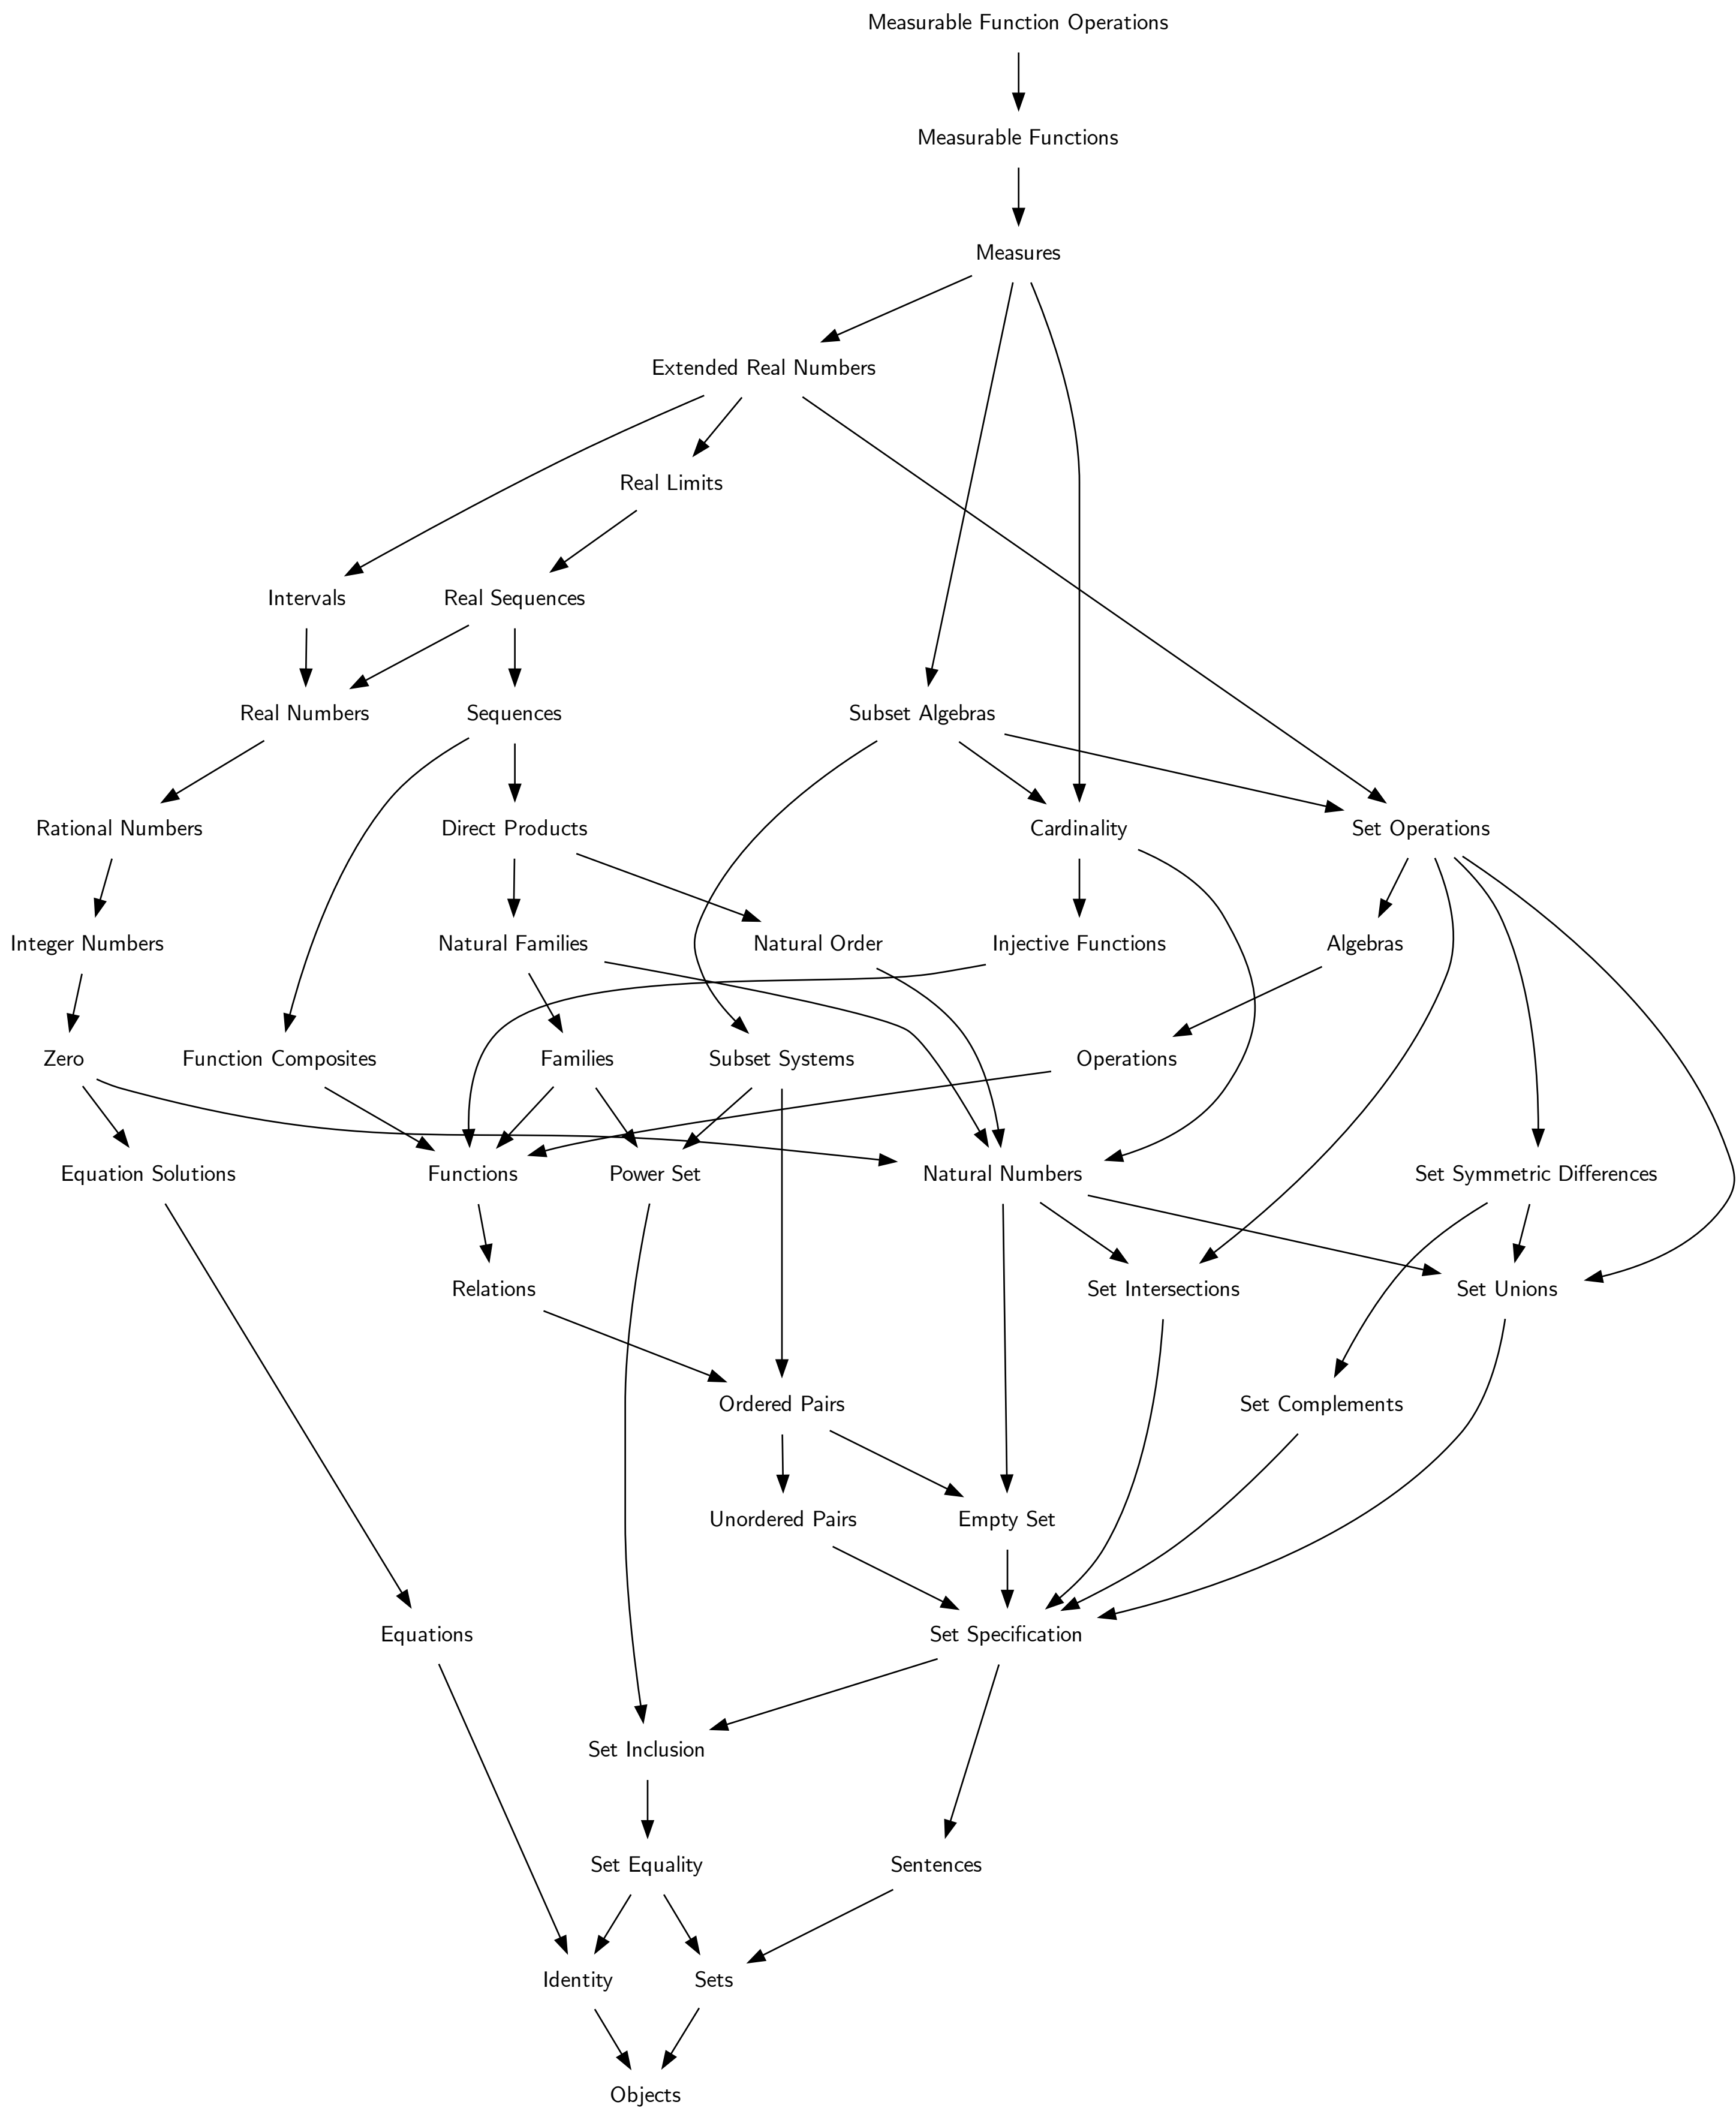 Measurable Function Operations
Measurable Functions
Measures
Extended Real Numbers
Real Limits
Intervals
Real Sequences
Real Numbers
Sequences
Subset Algebras
Rational Numbers
Direct Products
Cardinality
Set Operations
Integer Numbers
Natural Families
Natural Order
Injective Functions
Algebras
Zero
Function Composites
Families
Subset Systems
Operations
Equation Solutions
Functions
Power Set
Natural Numbers
Set Symmetric Differences
Relations
Set Intersections
Set Unions
Ordered Pairs
Set Complements
Unordered Pairs
Empty Set
Equations
Set Specification
Set Inclusion
Set Equality
Sentences
Identity
Sets
Objects